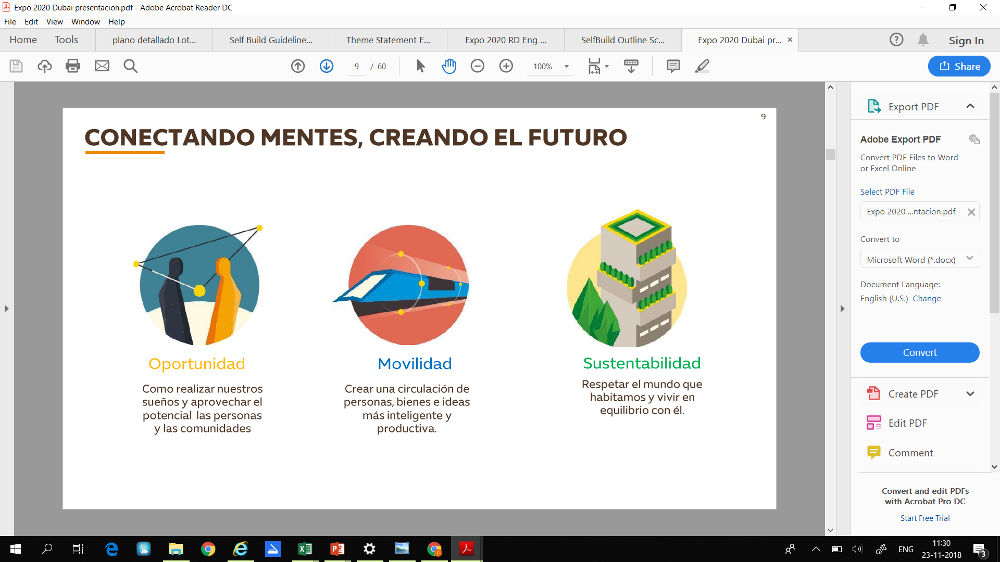 Expo 2020 Dubai presentacion.pdf - Adobe Acrobat Reader DC
File Edit View Window Help
Home Tools plano detallado Lot... Self Build Guideline... Theme Statement E... Expo 2020 RD Eng ... SelfBuild Outline Sc... Expo 2020 Dubai pr... Sign In
9 / 60 100% Share
9
CONECTANDO MENTES, CREANDO EL FUTURO
Oportunidad
Como realizar nuestros
sueños y aprovechar el
potencial las personas
y las comunidades
Movilidad
Crear una circulación de
personas, bienes e ideas
más inteligente y
productiva.
Sustentabilidad
Respetar el mundo que
habitamos y vivir en
equilibrio con él.
Export PDF
Adobe Export PDF
Convert PDF Files to Word
or Excel Online
Select PDF File
Expo 2020 ...ntacion.pdf
Convert to
Microsoft Word (*.docx)
Document Language:
English (U.S.) Change
Convert
Create PDF
Edit PDF
Comment
Convert and edit PDFs
with Acrobat Pro DC
Start Free Trial
ENG
11:30
23-11-2018
3